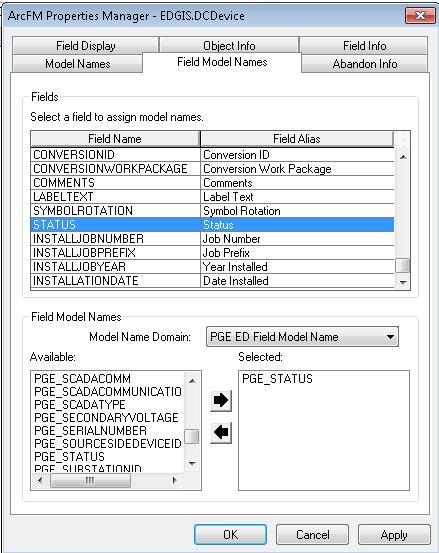 ArcFM Properties Manager - EDGIS.DCDevice
Field Display Object Info Field Info
Model Names Field Model Names Abandon Info
Fields
Select a field to assign model names.
Field Name Field Alias
CONVERSIONID Conversion ID
CONVERSIONWORKPACKAGE Conversion Work Package
COMMENTS Comments
LABELTEXT Label Text
SYMBOLROTATION Symbol Rotation
STATUS Status
INSTALLJOBNUMBER Job Number
INSTALLJOBPREFIX Job Prefix
INSTALLJOBYEAR Year Installed
INSTALLATIONDATE Date Installed
Field Model Names
Model Name Domain: PGE ED Field Model Name
Available: Selected:
PGE_SCADACOMM PGE_STATUS
PGE_SCADACOMMUNICATIO
PGE_SCADATYPE
PGE_SECONDARYVOLTAGE
PGE_SERIALNUMBER
PGE_SOURCESIDEDEVICEID
PGE_STATUS
PGE_SUBSTATIONID
OK Cancel Apply